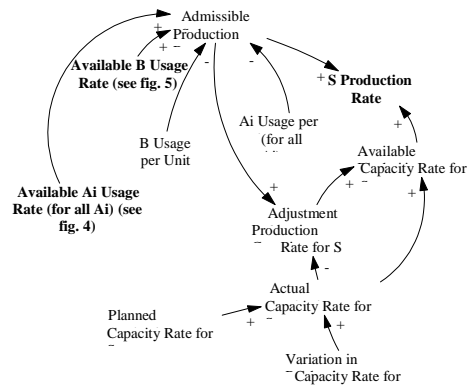 Admissible
Production
Available B Usage
Rate (see fig. 5)
S Production
Rate
B Usage
per Unit
Ai Usage per
(for all
Available
Capacity Rate for
Available Ai Usage
Rate (for all Ai) (see
fig. 4)
Adjustment
Production
Rate for S
Actual
Capacity Rate for
Planned
Capacity Rate for
Variation in
Capacity Rate for